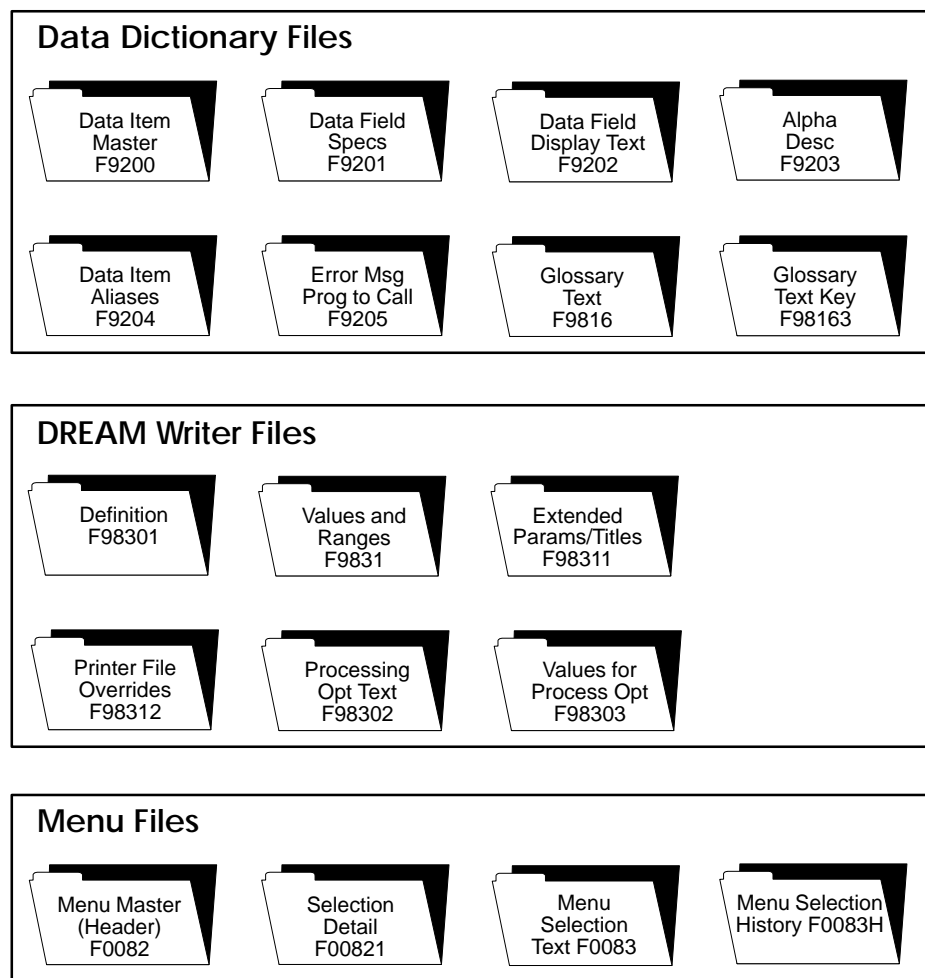 Data Dictionary Files
Data Item
Master
F9200
Data Field
Specs
F9201
Data Field
Display Text
F9202
Alpha
Desc
F9203
Data Item
Aliases
F9204
Error Msg
Prog to Call
F9205
Glossary
Text
F9816
Glossary
Text Key
F98163
DREAM Writer Files
Definition
F98301
Values and
Ranges
F9831
Extended
Params/Titles
F98311
Printer File
Overrides
F98312
Processing
Opt Text
F98302
Values for
Process Opt
F98303
Menu Files
Menu Master
(Header)
F0082
Selection
Detail
F00821
Menu
Selection
Text F0083
Menu Selection
History F0083H